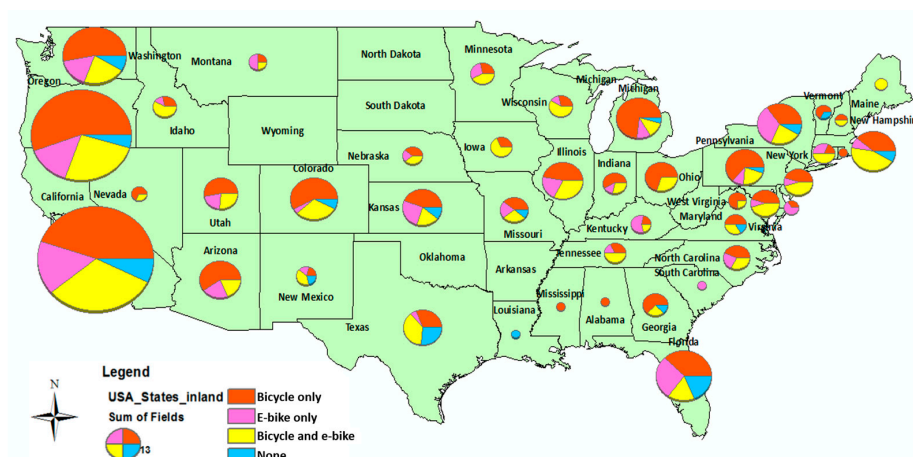 Washington
Montana
North Dakota
Minnesota
Michigan
Michigan
Vermont
Maine
New Hampshir
Oregon
Idaho
South Dakota
Wisconsin
Wyoming
Pennsylvania
New York
Nebraska
Iowa
Illinois
Indiana
Ohio
California
Nevada
Utah
Colorado
Kansas
Missouri
West Virginia
Maryland
Virginia
Kentucky
Arizona
New Mexico
Oklahoma
Arkansas
Tennessee
North Carolina
South Carolina
Texas
Louisiana
Mississippi
Alabama
Georgia
Florida
N
Legend
USA_States_inland
Sum of Fields
13
Bicycle only
E-bike only
Bicycle and e-bike
None